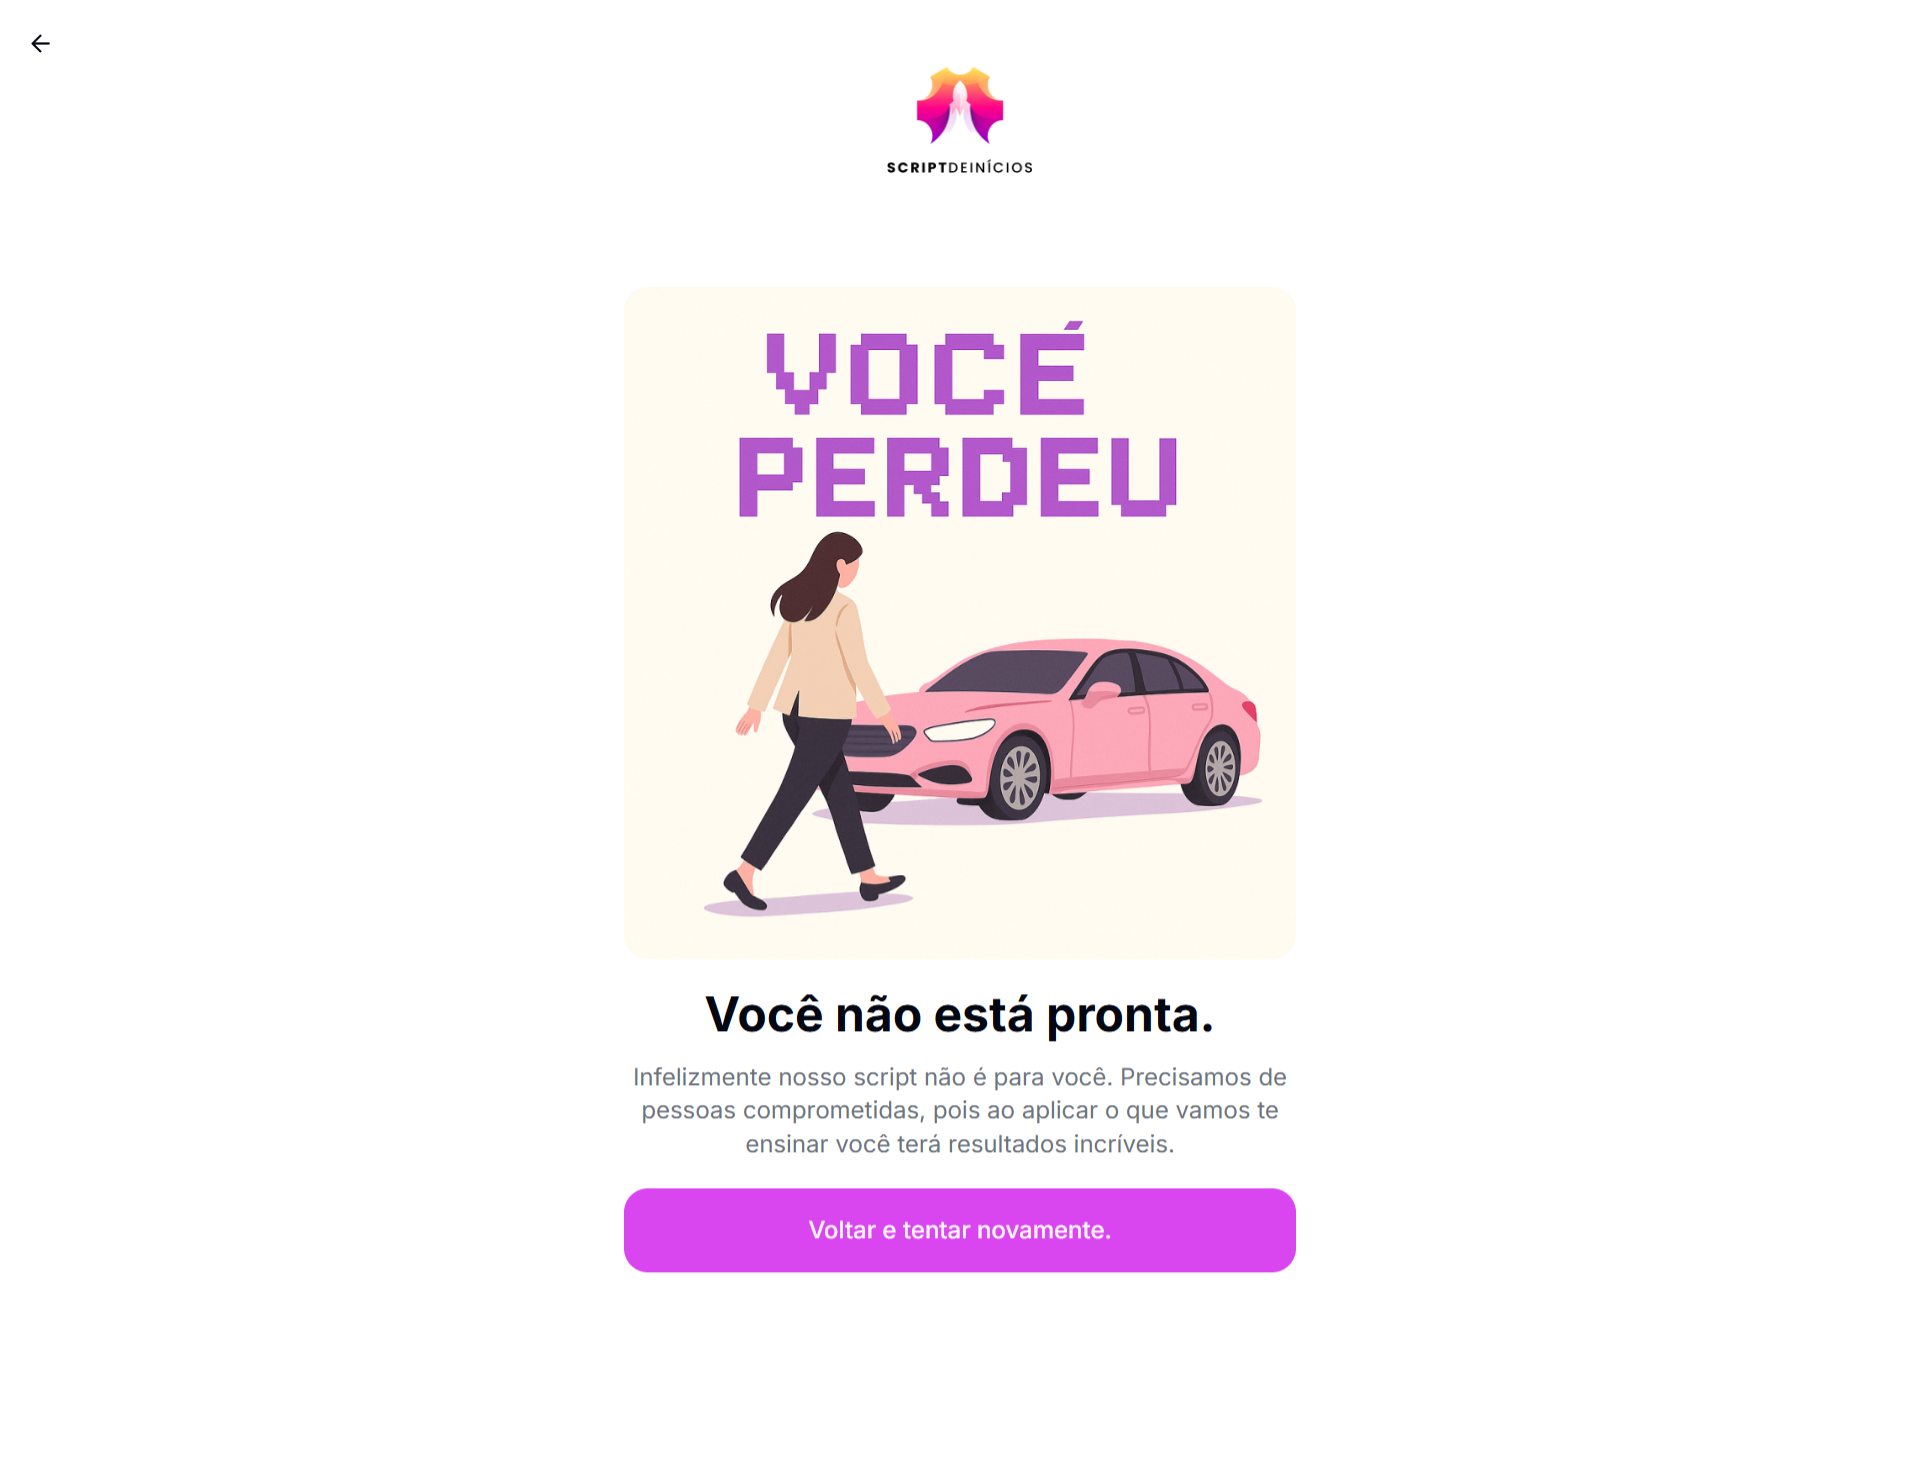 SCRIPTDEINÍCIOS
VOCÉ
PERDEU
Você não está pronta.
Infelizmente nosso script não é para você. Precisamos de
pessoas comprometidas, pois ao aplicar o que vamos te
ensinar você terá resultados incríveis.
Voltar e tentar novamente.